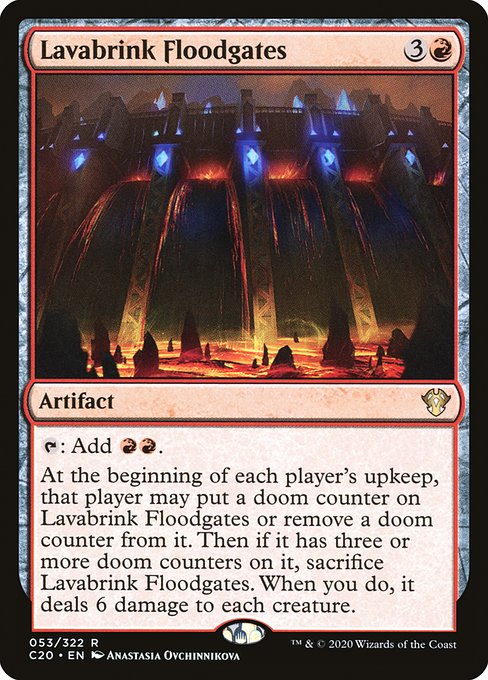 Lavabrink Floodgates 3
Artifact
: Add .
At the beginning of each player's upkeep,
that player may put a doom counter on
Lavabrink Floodgates or remove a doom
counter from it. Then if it has three or
more doom counters on it, sacrifice
Lavabrink Floodgates. When you do, it
deals 6 damage to each creature.
053/322 R
C20 • EN Anastasia Ovchinnikova
™ & © 2020 Wizards of the Coast